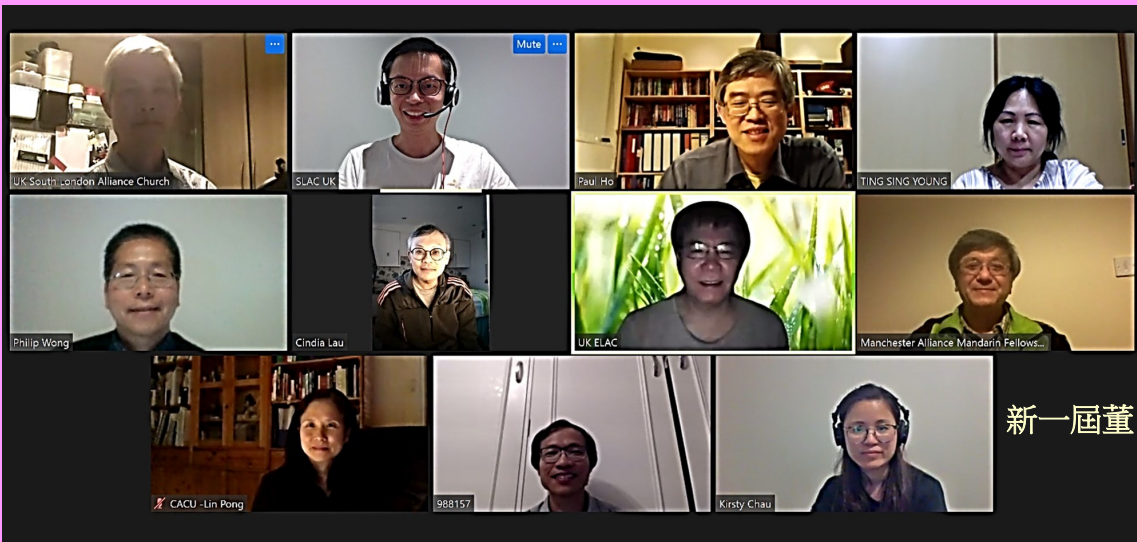 Mute
UK South London Alliance Church
SLAC UK
Paul Ho
TING SING YOUNG
Philip Wong
Cindia Lau
UK ELAC
Manchester Alliance Mandarin Fellows...
新一屆董
CACU -Lin Pong
988157
Kirsty Chau